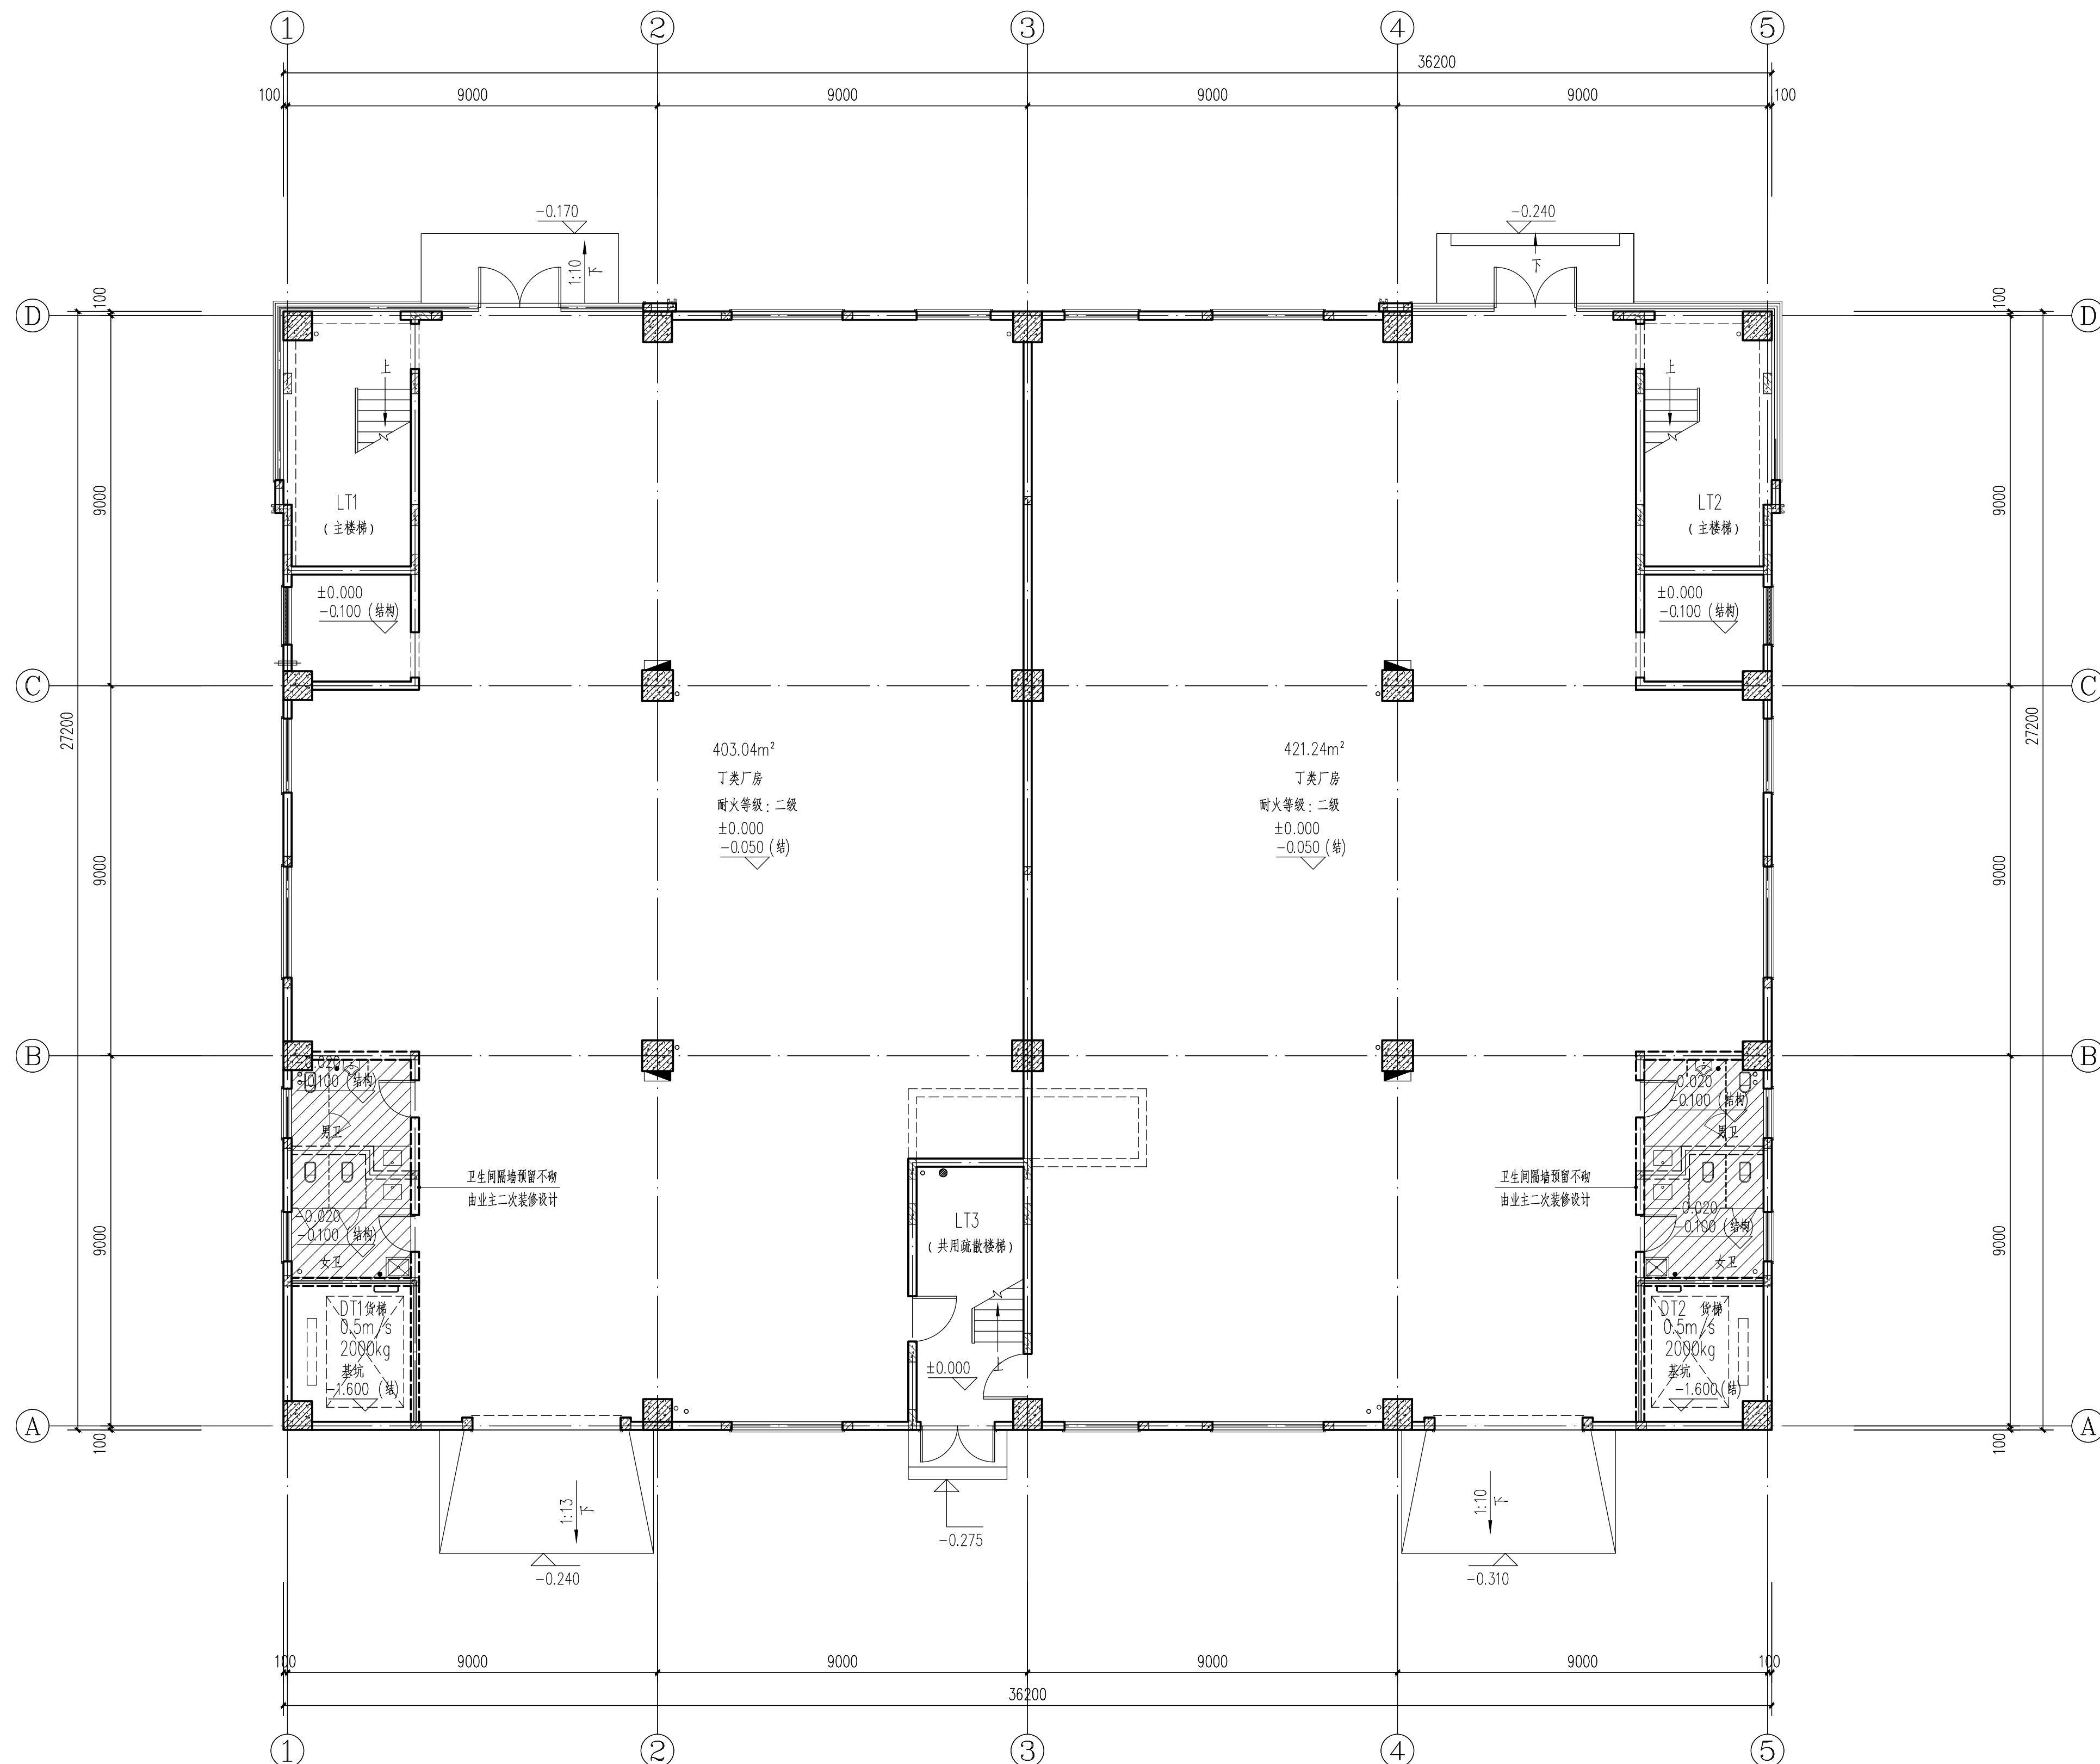 1 2 3 4 5
36200
100 9000 9000 9000 9000 100
-0.170 -0.240
1:10 下 下
100 100
D D
上 上
9000 9000
LT1 LT2
(主楼梯) (主楼梯)
±0.000 ±0.000
-0.100 (结构) -0.100 (结构)
C C
27200 27200
403.04m² 421.24m²
丁类厂房 丁类厂房
耐火等级：二级 耐火等级：二级
±0.000 ±0.000
-0.050 (结) -0.050 (结)
9000 9000
B B
-0.020 -0.020
-0.100 (结构) -0.100 (结构)
男卫 男卫
卫生间隔墙预留不砌 卫生间隔墙预留不砌
由业主二次装修设计 由业主二次装修设计
-0.020 -0.020
-0.100 (结构) -0.100 (结构)
女卫 女卫
LT3
(共用疏散楼梯)
9000 9000
DT1货梯 DT2 货梯
0.5m/s 0.5m/s
2000kg 2000kg
基坑 基坑
-1.600 (结) -1.600(结)
±0.000 上
A A
100 100
1:13 下 1:10 下
-0.275
-0.240 -0.310
100 9000 9000 9000 9000 100
36200
1 2 3 4 5